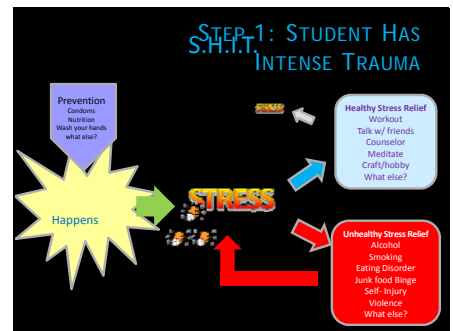 STEP 1: STUDENT HAS
S.H.I.T.
INTENSE TRAUMA
Prevention
Condoms
Nutrition
Wash your hands
what else?
Happens
STRESS
STRESS
Healthy Stress Relief
Workout
Talk w/ friends
Counselor
Meditate
Craft/hobby
What else?
Unhealthy Stress Relief
Alcohol
Smoking
Eating Disorder
Junk food Binge
Self- Injury
Violence
What else?